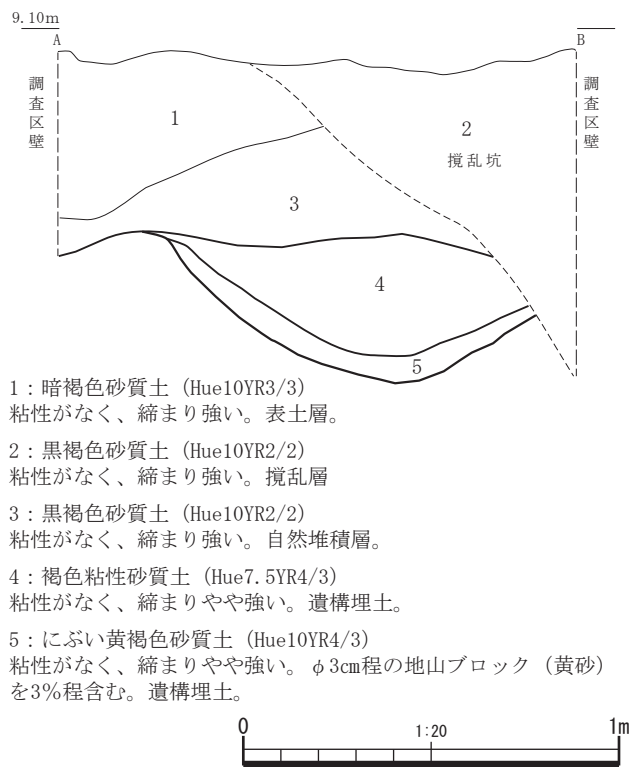 9.10m
A
B
調査区壁
調査区壁
1
2
攪乱坑
3
4
5
1：暗褐色砂質土（Hue10YR3/3）
粘性がなく、締まり強い。表土層。
2：黒褐色砂質土（Hue10YR2/2）
粘性がなく、締まり強い。攪乱層
3：黒褐色砂質土（Hue10YR2/2）
粘性がなく、締まり強い。自然堆積層。
4：褐色粘性砂質土（Hue7.5YR4/3）
粘性がなく、締まりやや強い。遺構埋土。
5：にぶい黄褐色砂質土（Hue10YR4/3）
粘性がなく、締まりやや強い。φ3㎝程の地山ブロック（黄砂）
を3%程含む。遺構埋土。
0 1:20 1m